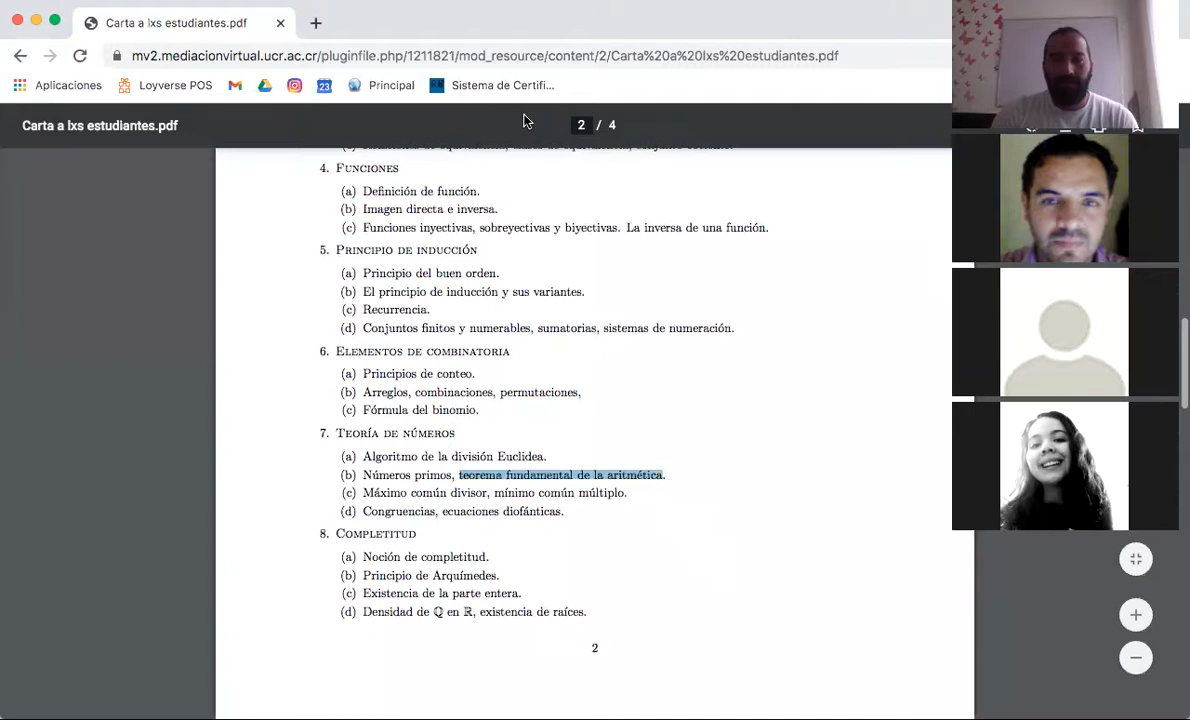 Carta a lxs estudiantes.pdf
mv2.mediacionvirtual.ucr.ac.cr/pluginfile.php/1211821/mod_resource/content/2/Carta%20a%20lxs%20estudiantes.pdf
Aplicaciones Loyverse POS 23 Principal Sistema de Certifi...
Carta a lxs estudiantes.pdf 2 / 4
4. Funciones
(a) Definición de función.
(b) Imagen directa e inversa.
(c) Funciones inyectivas, sobreyectivas y biyectivas. La inversa de una función.
5. Principio de inducción
(a) Principio del buen orden.
(b) El principio de inducción y sus variantes.
(c) Recurrencia.
(d) Conjuntos finitos y numerables, sumatorias, sistemas de numeración.
6. Elementos de combinatoria
(a) Principios de conteo.
(b) Arreglos, combinaciones, permutaciones,
(c) Fórmula del binomio.
7. Teoría de números
(a) Algoritmo de la división Euclidea.
(b) Números primos, teorema fundamental de la aritmética.
(c) Máximo común divisor, mínimo común múltiplo.
(d) Congruencias, ecuaciones diofánticas.
8. Completitud
(a) Noción de completitud.
(b) Principio de Arquímedes.
(c) Existencia de la parte entera.
(d) Densidad de ℚ en ℝ, existencia de raíces.
2